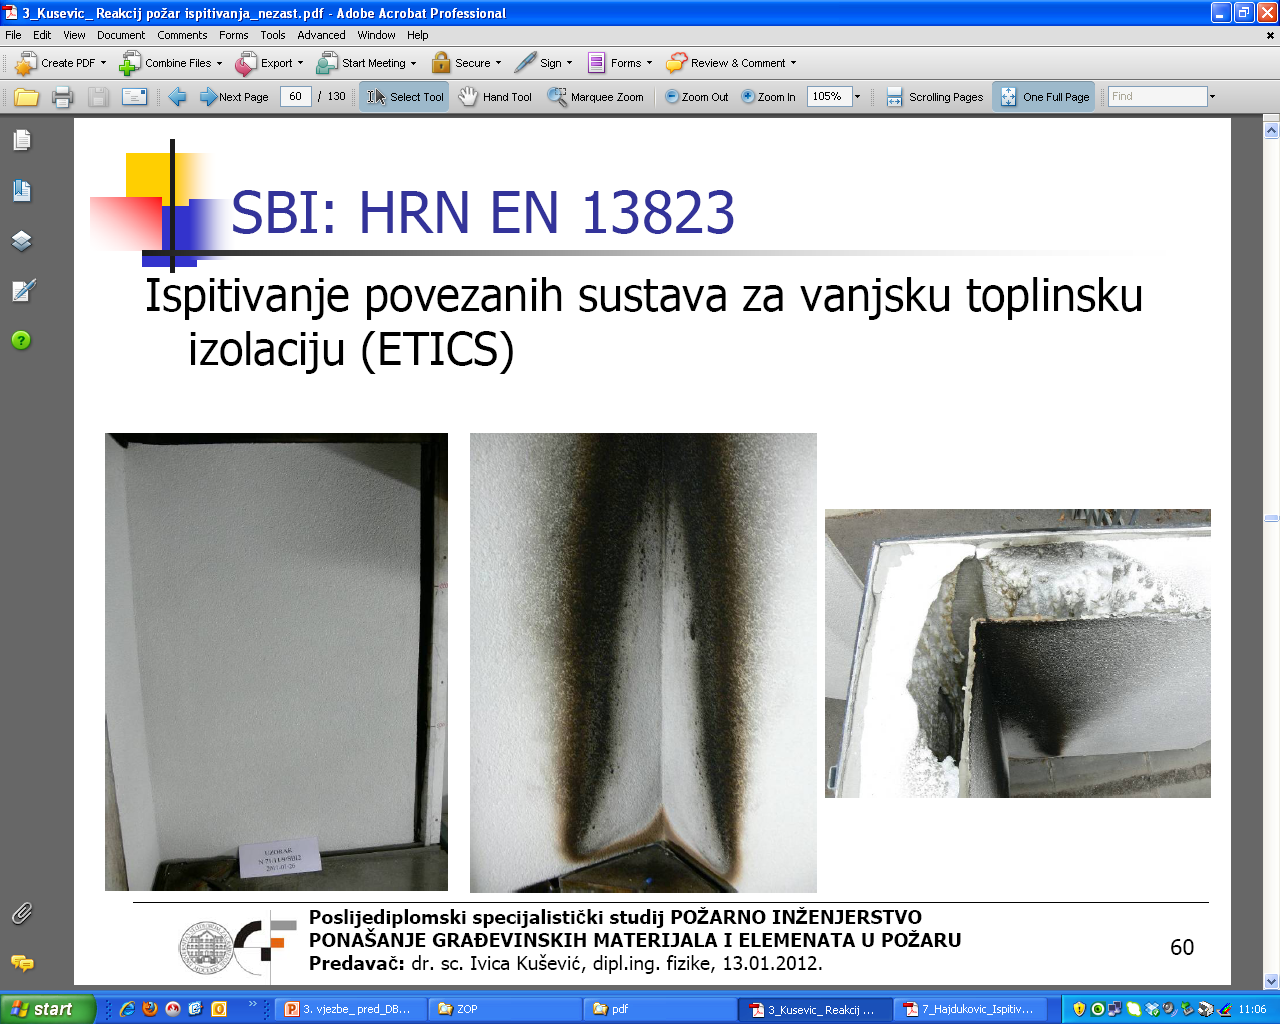 3_Kusevic_ Reakcij požar ispitivanja_nezast.pdf - Adobe Acrobat Professional
File Edit View Document Comments Forms Tools Advanced Window Help
Create PDF Combine Files Export Start Meeting Secure Sign Forms Review & Comment
Next Page 60 / 130 Select Tool Hand Tool Marquee Zoom Zoom Out Zoom In 105% Scrolling Pages One Full Page Find
SBI: HRN EN 13823
Ispitivanje povezanih sustava za vanjsku toplinsku
izolaciju (ETICS)
UZORAK
Poslijediplomski specijalistički studij POŽARNO INŽENJERSTVO
PONAŠANJE GRAĐEVINSKIH MATERIJALA I ELEMENATA U POŽARU
Predavač: dr. sc. Ivica Kušević, dipl.ing. fizike, 13.01.2012.
60
start 3. vjezbe_ pred_DB... ZOP pdf 3_Kusevic_ Reakcij ... 7_Hajdukovic_Ispitiv... 11:06